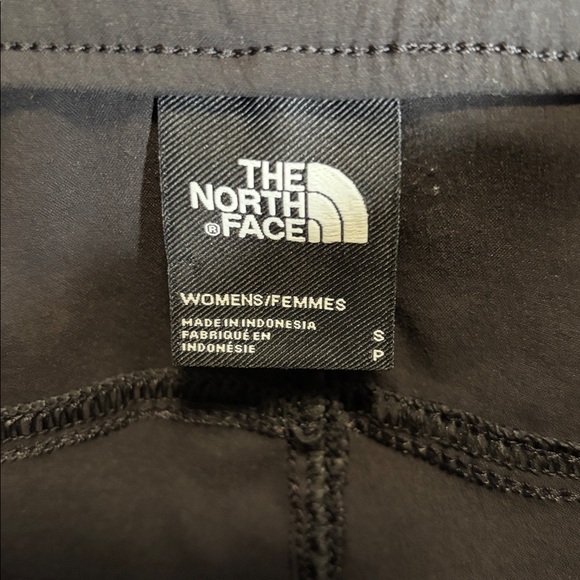 THE
NORTH
® FACE
WOMENS/FEMMES
MADE IN INDONESIA
FABRIQUÉ EN
INDONÉSIE
S
P